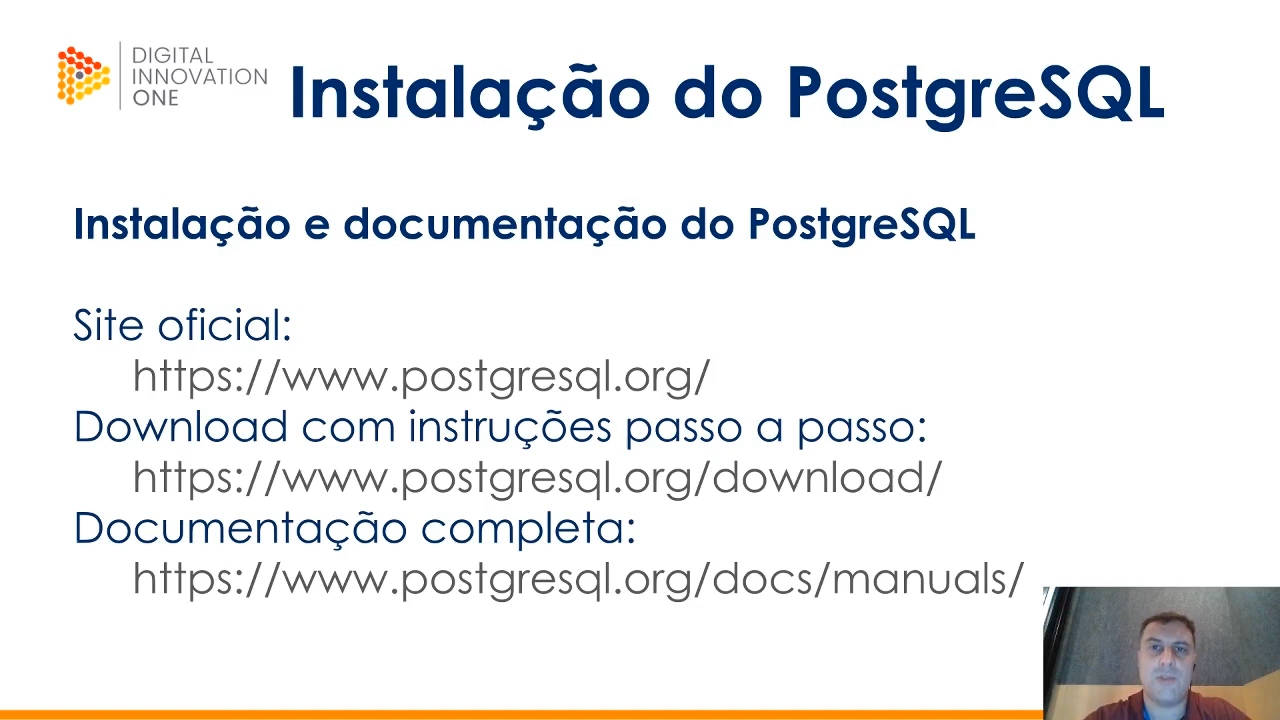 DIGITAL
INNOVATION
ONE
Instalação do PostgreSQL
Instalação e documentação do PostgreSQL
Site oficial:
https://www.postgresql.org/
Download com instruções passo a passo:
https://www.postgresql.org/download/
Documentação completa:
https://www.postgresql.org/docs/manuals/